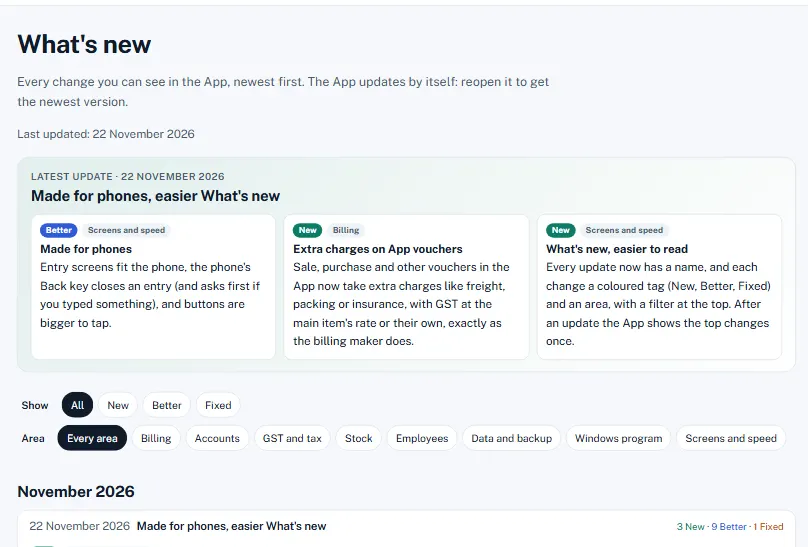 What's new
Every change you can see in the App, newest first. The App updates by itself: reopen it to get
the newest version.
Last updated: 22 November 2026
LATEST UPDATE · 22 NOVEMBER 2026
Made for phones, easier What's new
Better Screens and speed
Made for phones
Entry screens fit the phone, the phone's
Back key closes an entry (and asks first if
you typed something), and buttons are
bigger to tap.
New Billing
Extra charges on App vouchers
Sale, purchase and other vouchers in the
App now take extra charges like freight,
packing or insurance, with GST at the
main item's rate or their own, exactly as
the billing maker does.
New Screens and speed
What's new, easier to read
Every update now has a name, and each
change a coloured tag (New, Better, Fixed)
and an area, with a filter at the top. After
an update the App shows the top changes
once.
Show All New Better Fixed
Area Every area Billing Accounts GST and tax Stock Employees Data and backup Windows program Screens and speed
November 2026
22 November 2026 Made for phones, easier What's new 3 New · 9 Better · 1 Fixed